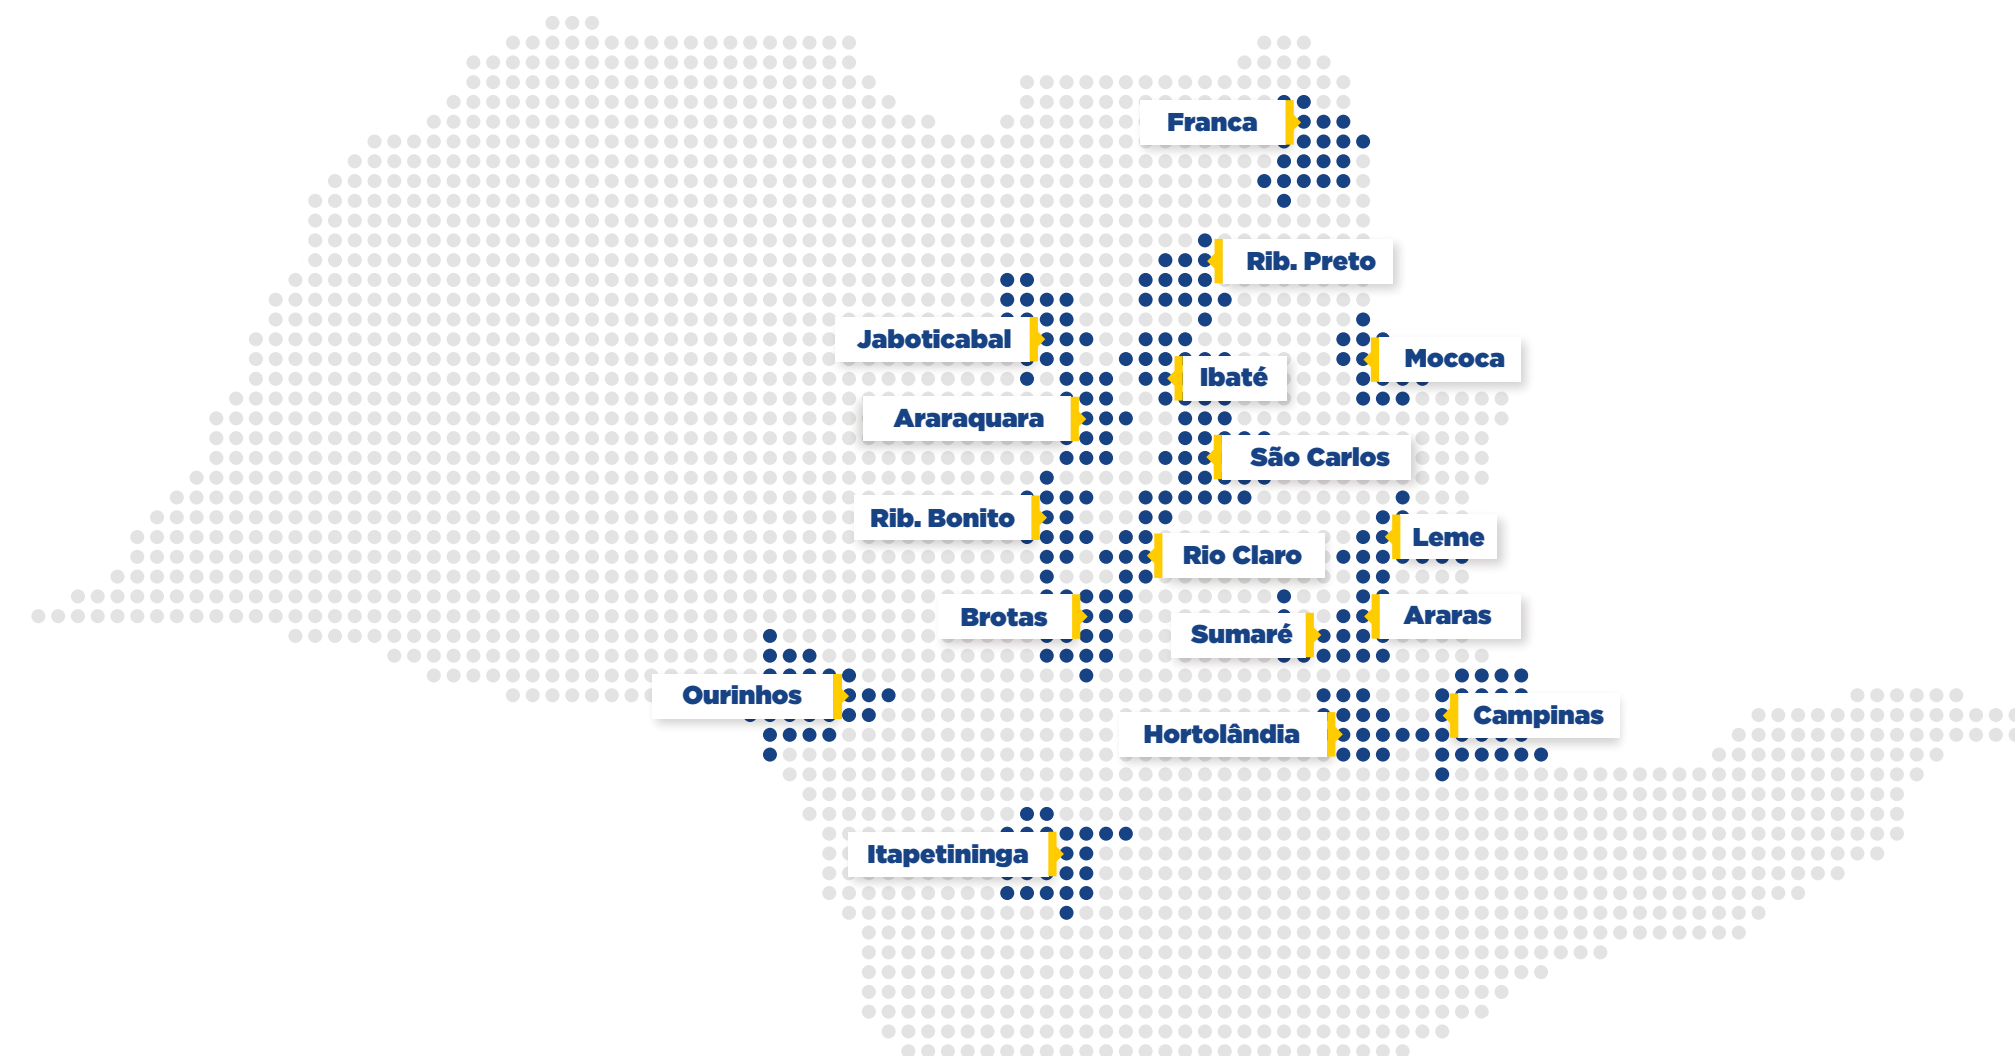 Franca
Rib. Preto
Jaboticabal
Mococa
Ibaté
Araraquara
São Carlos
Rib. Bonito
Leme
Rio Claro
Brotas
Araras
Sumaré
Ourinhos
Campinas
Hortolândia
Itapetininga